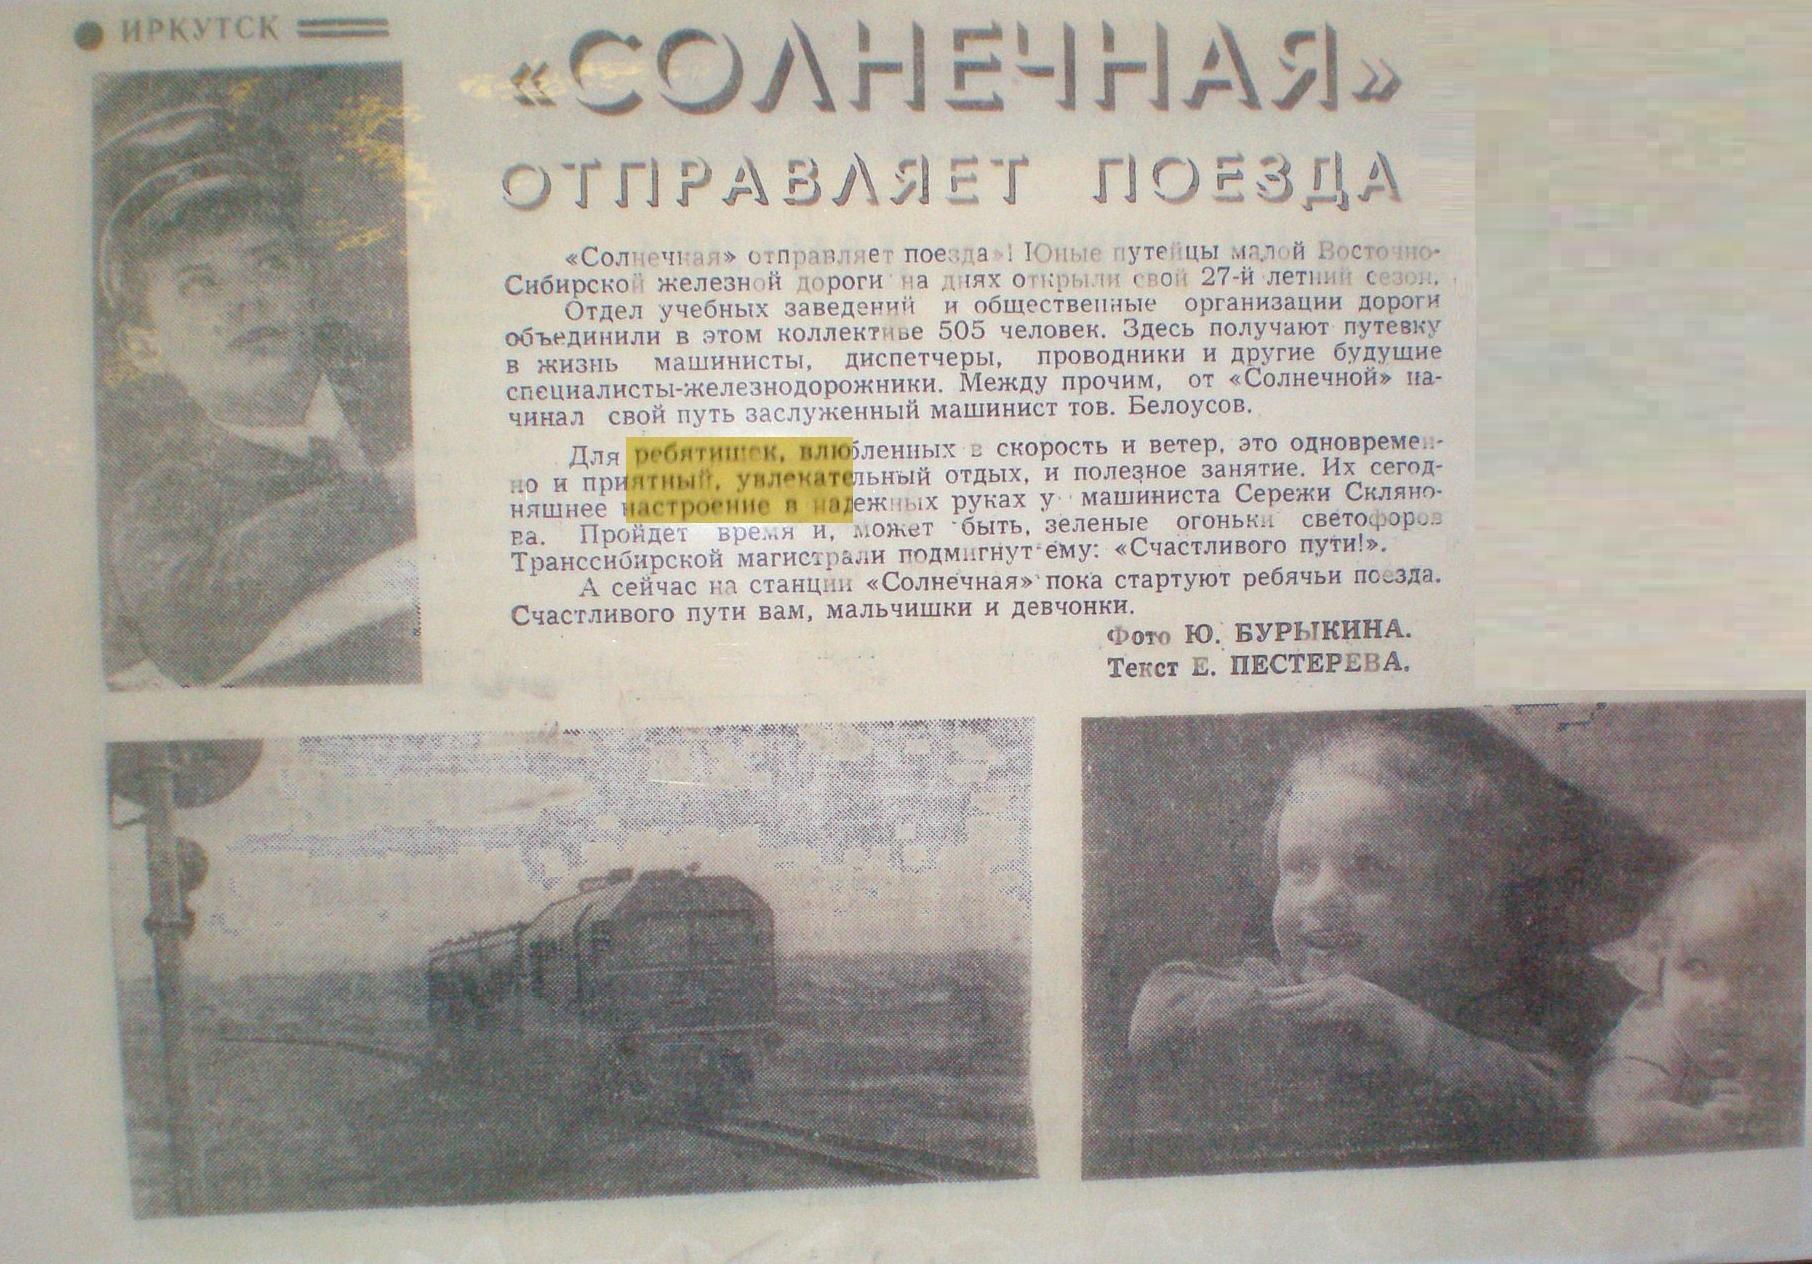 ИРКУТСК
«СОЛНЕЧНАЯ»
ОТПРАВЛЯЕТ ПОЕЗДА
«Солнечная» отправляет поезда»! Юные путейцы малой Восточно-
Сибирской железной дороги на днях открыли свой 27-й летний сезон.
Отдел учебных заведений и общественные организации дороги
объединили в этом коллективе 505 человек. Здесь получают путевку
в жизнь машинисты, диспетчеры, проводники и другие будущие
специалисты-железнодорожники. Между прочим, от «Солнечной» на-
чинал свой путь заслуженный машинист тов. Белоусов.
Для ребятишек, влюбленных в скорость и ветер, это одновремен-
но и приятный, увлекательный отдых, и полезное занятие. Их сегод-
няшнее настроение в надежных руках у машиниста Сережи Склянo-
ва. Пройдет время и, может быть, зеленые огоньки светофоров
Транссибирской магистрали подмигнут ему: «Счастливого пути!».
А сейчас на станции «Солнечная» пока стартуют ребячьи поезда.
Счастливого пути вам, мальчишки и девчонки.
Фото Ю. БУРЫКИНА.
Текст Е. ПЕСТЕРЕВА.